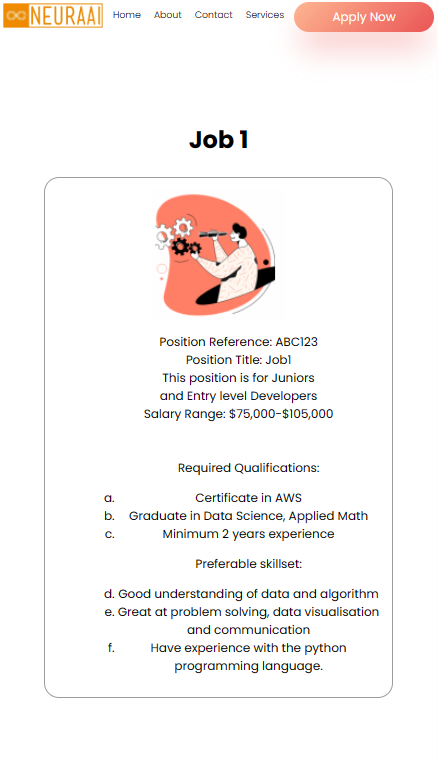 NEURAAI Home About Contact Services Apply Now
Job 1
Position Reference: ABC123
Position Title: Job1
This position is for Juniors
and Entry level Developers
Salary Range: $75,000-$105,000
Required Qualifications:
a. Certificate in AWS
b. Graduate in Data Science, Applied Math
c. Minimum 2 years experience
Preferable skillset:
d. Good understanding of data and algorithm
e. Great at problem solving, data visualisation
and communication
f. Have experience with the python
programming language.